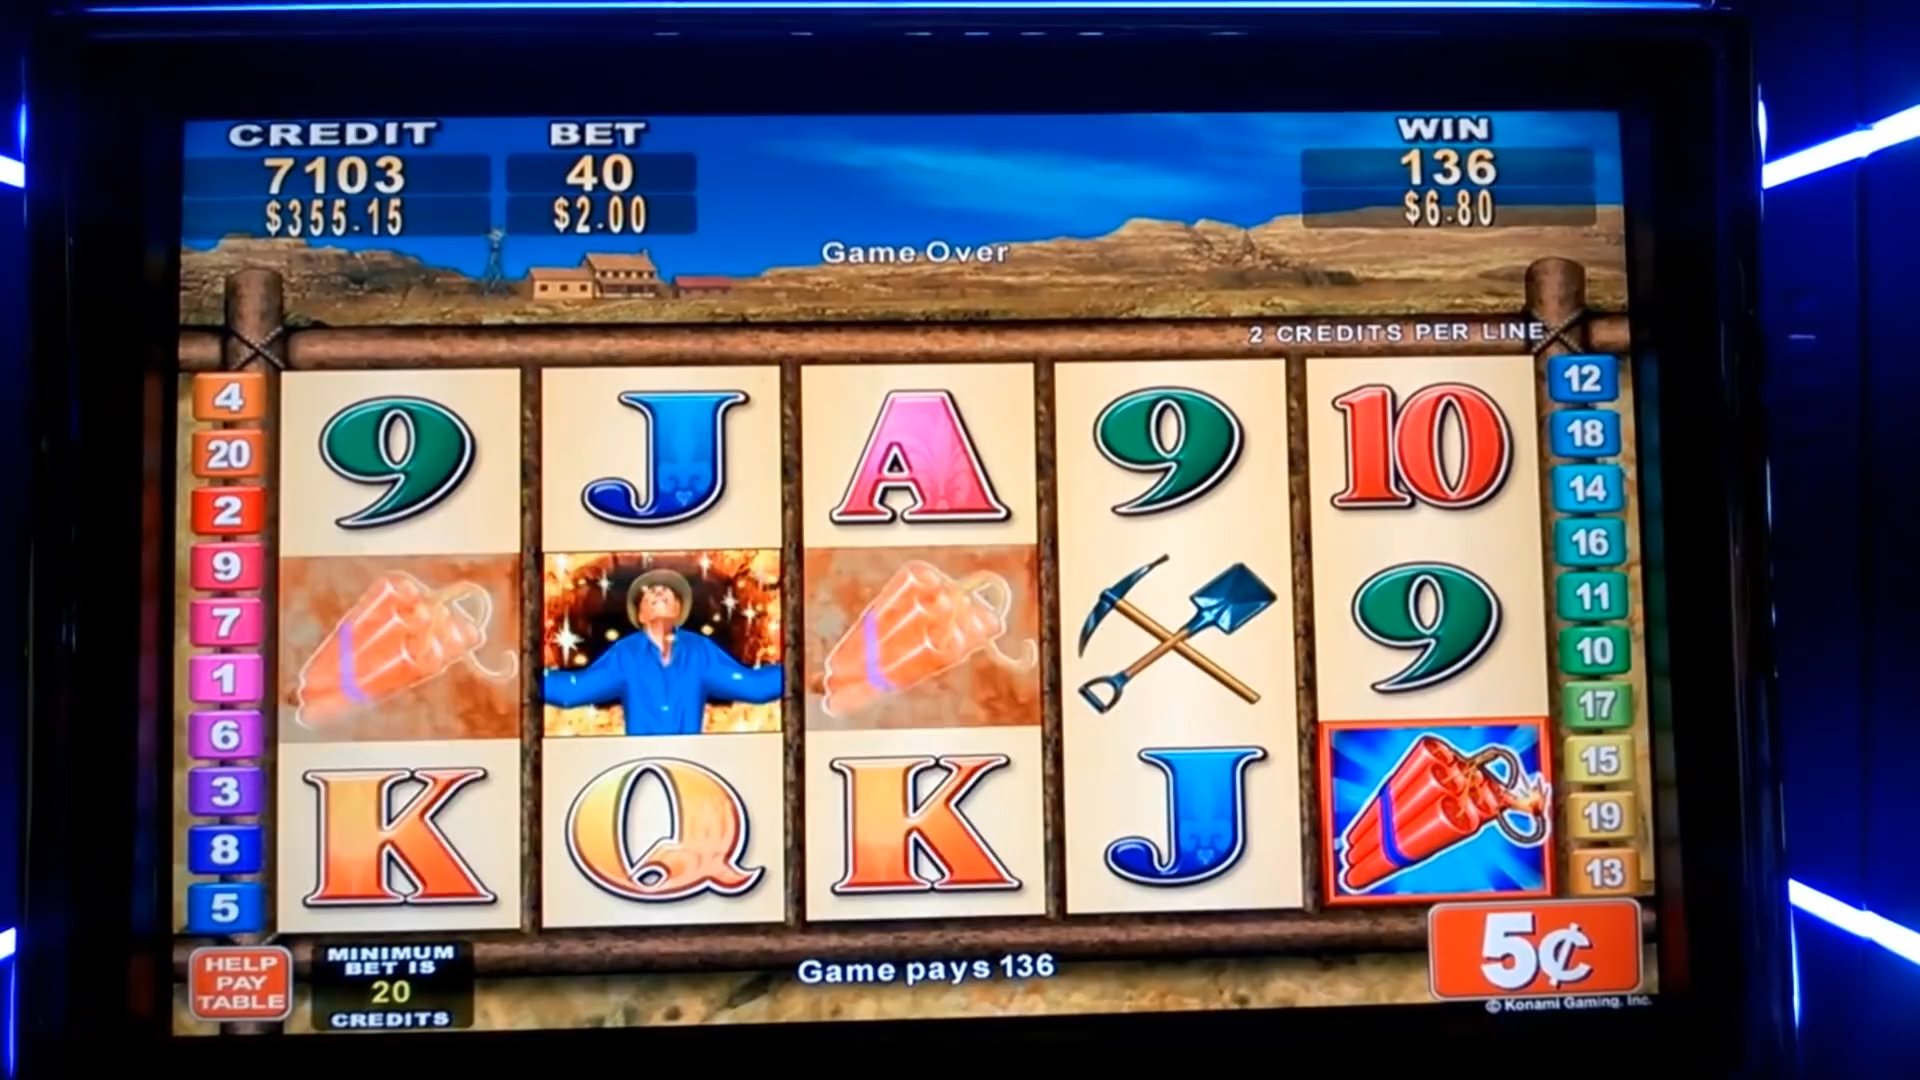 CREDIT BET WIN
7103 40 136
$355.15 $2.00 $6.80
Game Over
2 CREDITS PER LINE
4 12
20 18
2 14
9 16
7 11
1 10
6 17
3 15
8 19
5 13
9 J A 9 10
9
K Q K J
HELP
PAY
TABLE
MINIMUM
BET IS
20
CREDITS
Game pays 136
5¢
© Konami Gaming, Inc.